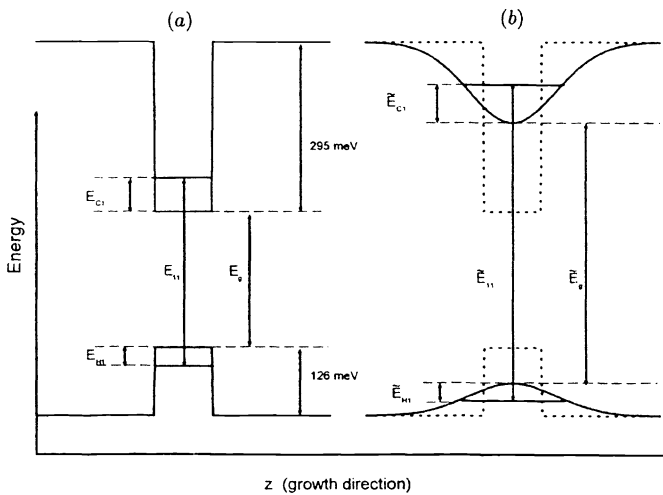 (a)
(b)
Energy
E_C1
E_11
E_g
E_H1
295 meV
126 meV
Ẽ_C1
Ẽ_11
Ẽ_g
Ẽ_H1
z (growth direction)